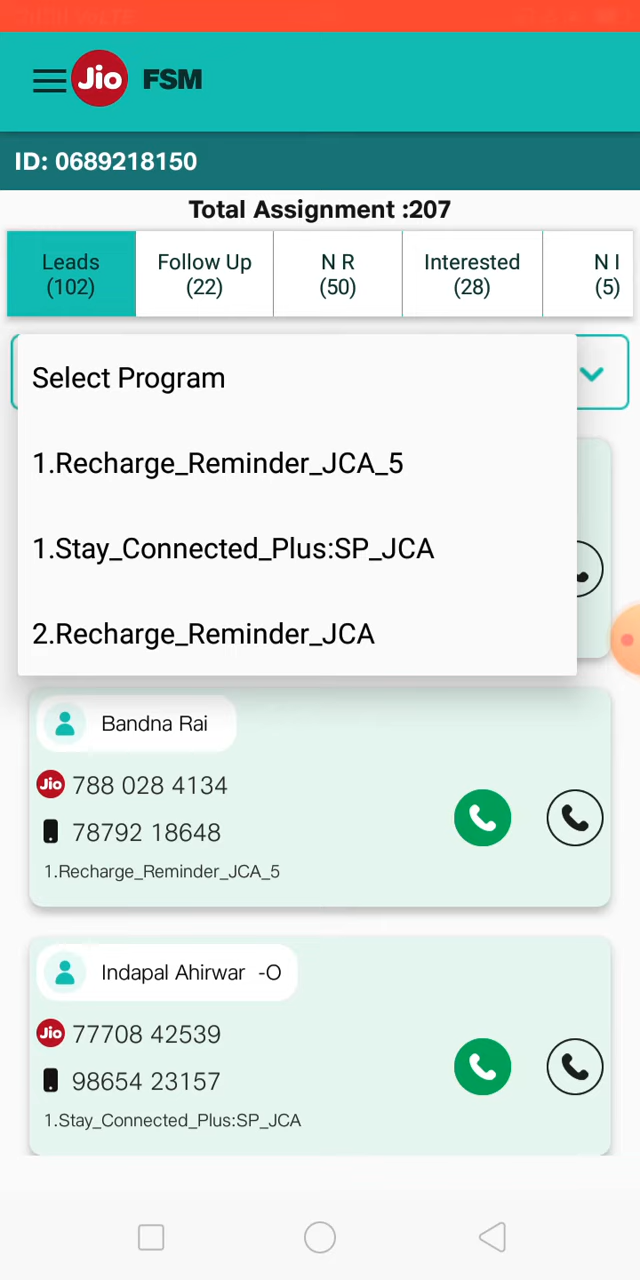 Jio FSM
ID: 0689218150
Total Assignment :207
Leads
(102)
Follow Up
(22)
N R
(50)
Interested
(28)
N I
(5)
Select Program
1.Recharge_Reminder_JCA_5
1.Stay_Connected_Plus:SP_JCA
2.Recharge_Reminder_JCA
Bandna Rai
Jio 788 028 4134
78792 18648
1.Recharge_Reminder_JCA_5
Indapal Ahirwar -O
Jio 77708 42539
98654 23157
1.Stay_Connected_Plus:SP_JCA